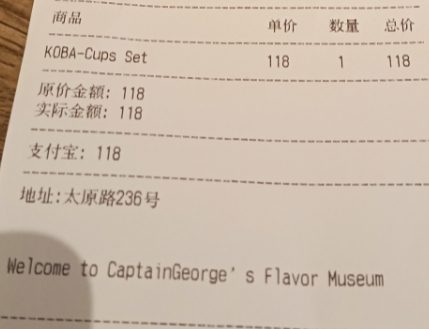 商品 单价 数量 总价
KOBA-Cups Set 118 1 118
原价金额: 118
实际金额: 118
支付宝: 118
地址:太原路236号
Welcome to CaptainGeorge's Flavor Museum